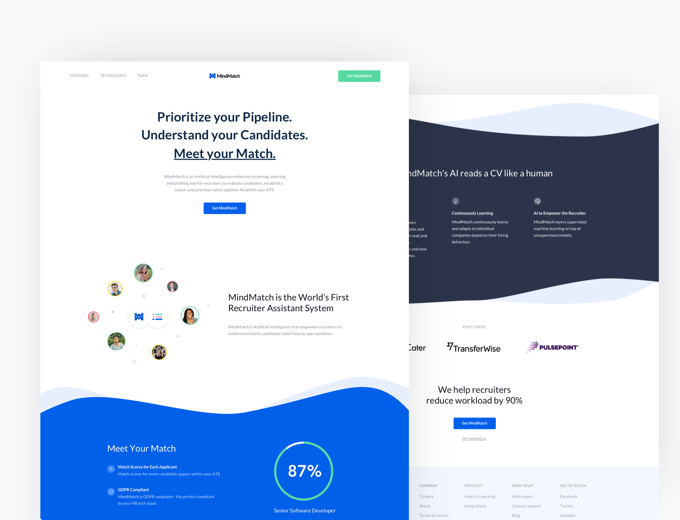 FEATURES
TECHNOLOGY
TEAM
MindMatch
Get MindMatch
Prioritize your Pipeline.
Understand your Candidates.
Meet your Match.
MindMatch is an Artificial Intelligence enhanced screening, sourcing
and profiling tool for recruiters to evaluate candidates, establish a
match, and prioritize talent pipeline. All within your ATS.
Get MindMatch
MindMatch is the World's First
Recruiter Assistant System
MindMatch is Artificial Intelligence that empowers recruiters to
understand which candidates match best to open positions.
Meet Your Match
Match Scores for Each Applicant
Match scores for every candidate appear within your ATS.
GDPR Compliant
MindMatch is GDPR complaint - the perfect compliant
to your HR tech stack.
87%
Senior Software Developer
ndMatch's AI reads a CV like a human
Continuously Learning
MindMatch continuously learns
and adapts to individual
companies based on their hiring
behaviour.
AI to Empower the Recruiter
MindMatch layers supervised
machine learning on top of
unsupervised models.
PILOT USERS
Cater
TransferWise
PULSEPOINT
We help recruiters
reduce workload by 90%
Get MindMatch
Or contact us
COMPANY
Careers
About
Terms of service
PRODUCT
How it is working
Integrations
NEED HELP?
Help center
Contact support
Blog
GET IN TOUCH
Facebook
Twitter
LinkedIn